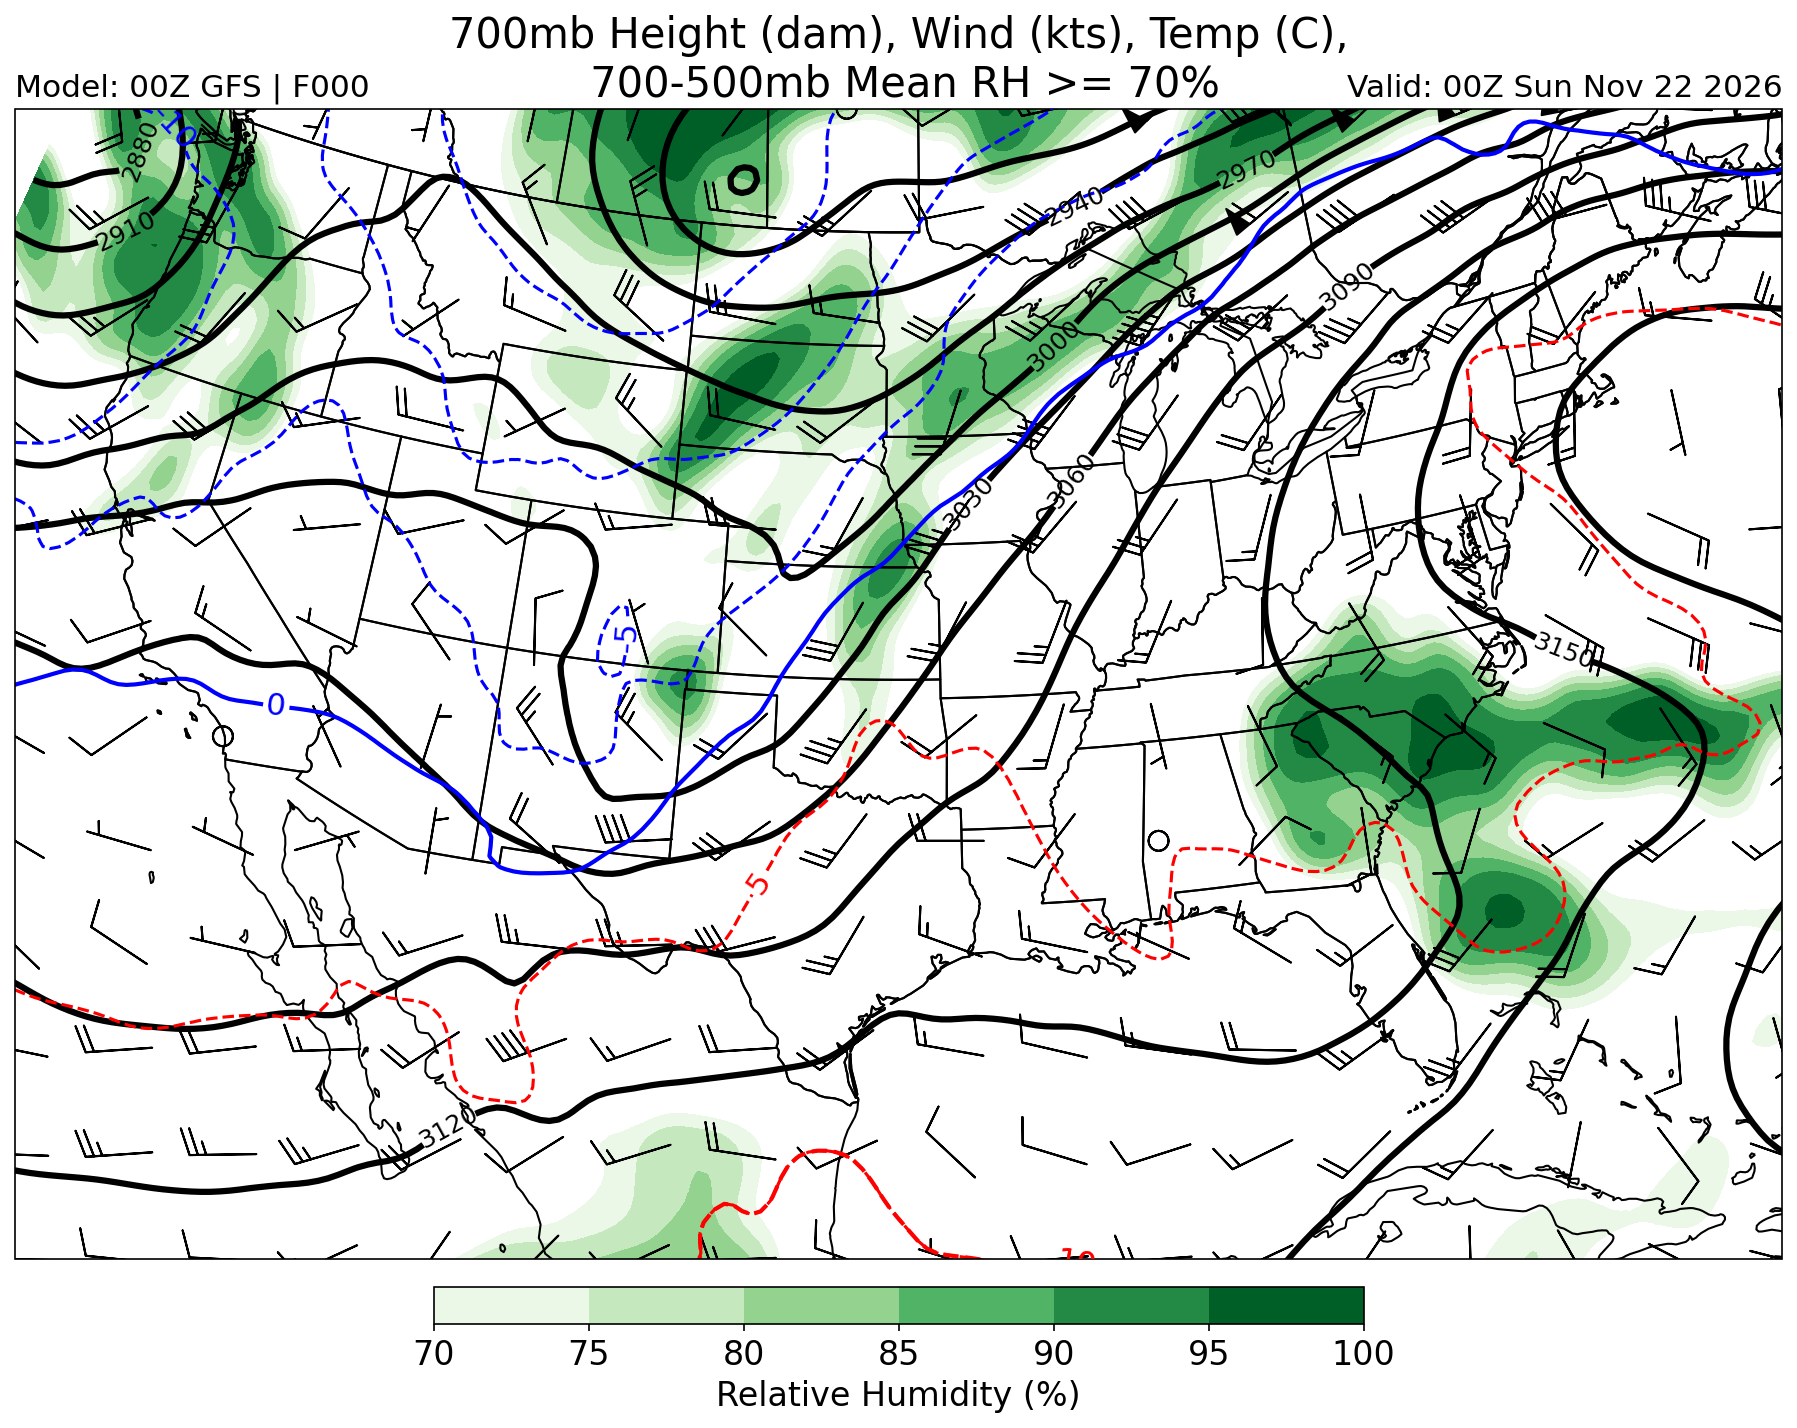 700mb Height (dam), Wind (kts), Temp (C),
700-500mb Mean RH >= 70%
Model: 00Z GFS | F000
Valid: 00Z Sun Nov 22 2026
-10
2880
2910
2940
2970
3000
3090
3030
3060
-5
3150
0
5
3120
10
70 75 80 85 90 95 100
Relative Humidity (%)